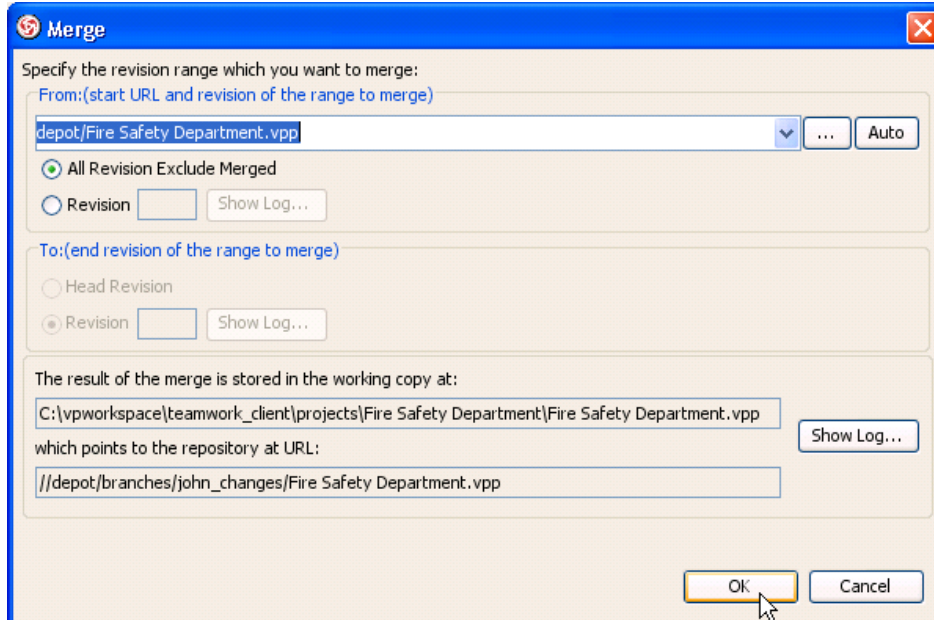 Merge
Specify the revision range which you want to merge:
From:(start URL and revision of the range to merge)
depot/Fire Safety Department.vpp
... Auto
All Revision Exclude Merged
Revision Show Log...
To:(end revision of the range to merge)
Head Revision
Revision Show Log...
The result of the merge is stored in the working copy at:
C:\vpworkspace\teamwork_client\projects\Fire Safety Department\Fire Safety Department.vpp
Show Log...
which points to the repository at URL:
//depot/branches/john_changes/Fire Safety Department.vpp
OK Cancel